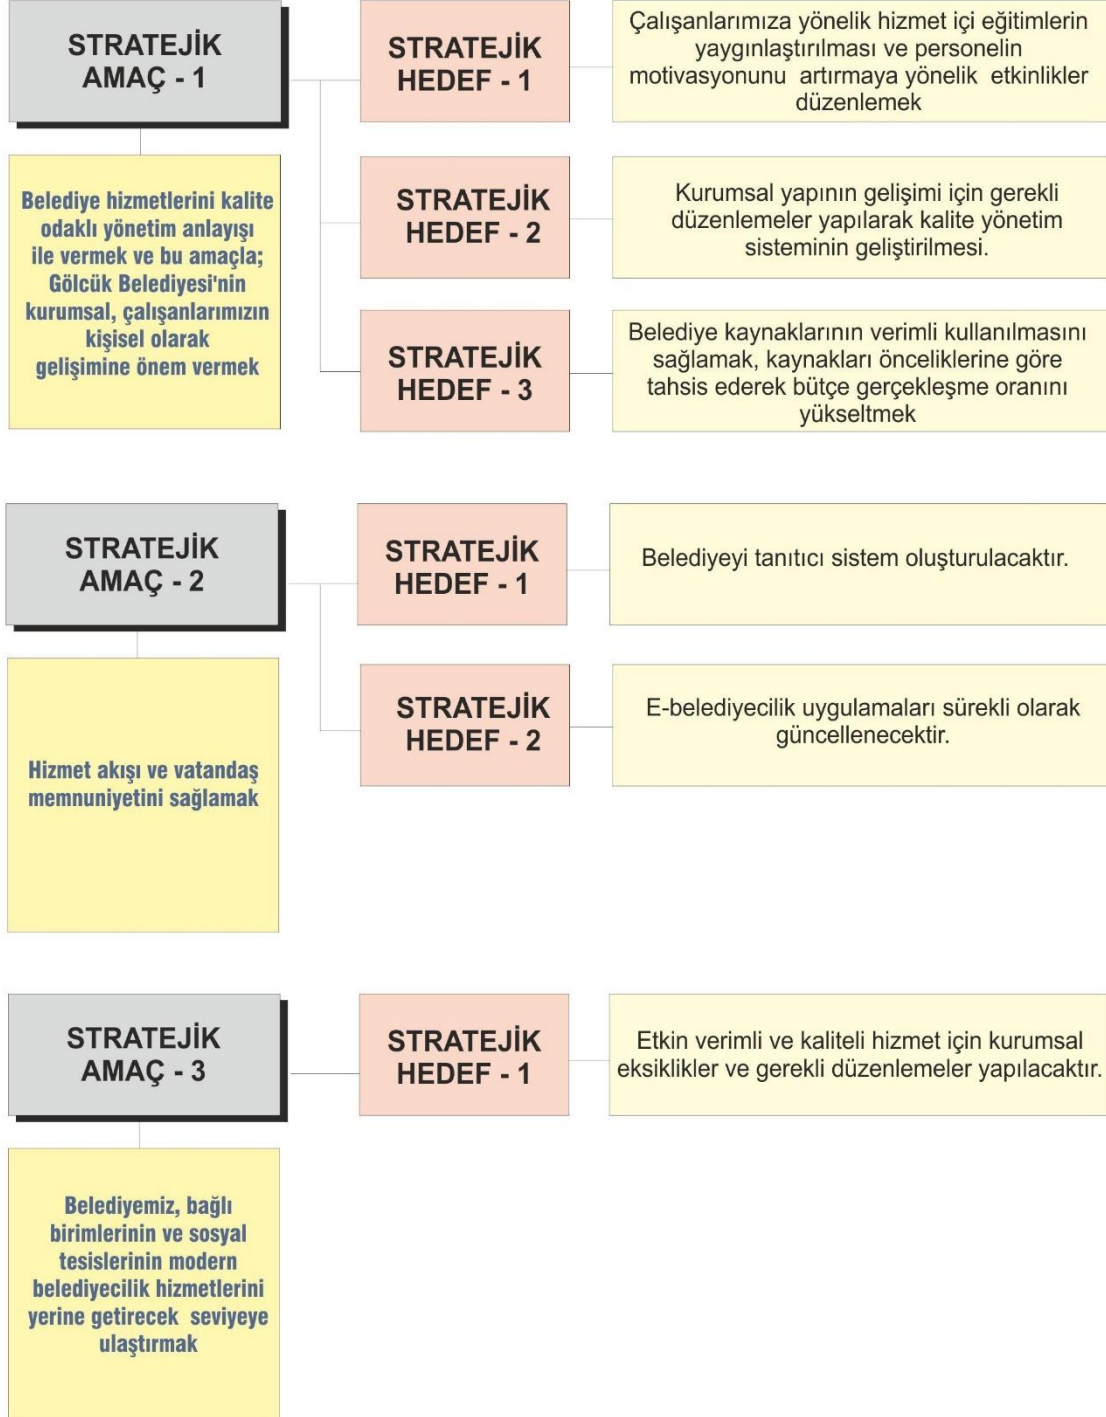 STRATEJİK
AMAÇ - 1
Belediye hizmetlerini kalite
odaklı yönetim anlayışı
ile vermek ve bu amaçla;
Gölcük Belediyesi'nin
kurumsal, çalışanlarımızın
kişisel olarak
gelişimine önem vermek
STRATEJİK
HEDEF - 1
Çalışanlarımıza yönelik hizmet içi eğitimlerin
yaygınlaştırılması ve personelin
motivasyonunu artırmaya yönelik etkinlikler
düzenlemek
STRATEJİK
HEDEF - 2
Kurumsal yapının gelişimi için gerekli
düzenlemeler yapılarak kalite yönetim
sisteminin geliştirilmesi.
STRATEJİK
HEDEF - 3
Belediye kaynaklarının verimli kullanılmasını
sağlamak, kaynakları önceliklerine göre
tahsis ederek bütçe gerçekleşme oranını
yükseltmek
STRATEJİK
AMAÇ - 2
Hizmet akışı ve vatandaş
memnuniyetini sağlamak
STRATEJİK
HEDEF - 1
Belediyeyi tanıtıcı sistem oluşturulacaktır.
STRATEJİK
HEDEF - 2
E-belediyecilik uygulamaları sürekli olarak
güncellenecektir.
STRATEJİK
AMAÇ - 3
Belediyemiz, bağlı
birimlerinin ve sosyal
tesislerinin modern
belediyecilik hizmetlerini
yerine getirecek seviyeye
ulaştırmak
STRATEJİK
HEDEF - 1
Etkin verimli ve kaliteli hizmet için kurumsal
eksiklikler ve gerekli düzenlemeler yapılacaktır.